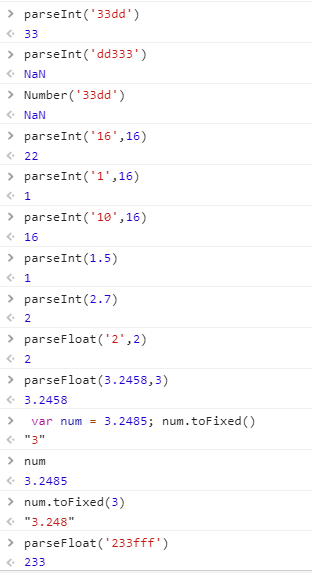 parseInt('33dd')
33
parseInt('dd333')
NaN
Number('33dd')
NaN
parseInt('16',16)
22
parseInt('1',16)
1
parseInt('10',16)
16
parseInt(1.5)
1
parseInt(2.7)
2
parseFloat('2',2)
2
parseFloat(3.2458,3)
3.2458
var num = 3.2485; num.toFixed()
"3"
num
3.2485
num.toFixed(3)
"3.248"
parseFloat('233fff')
233